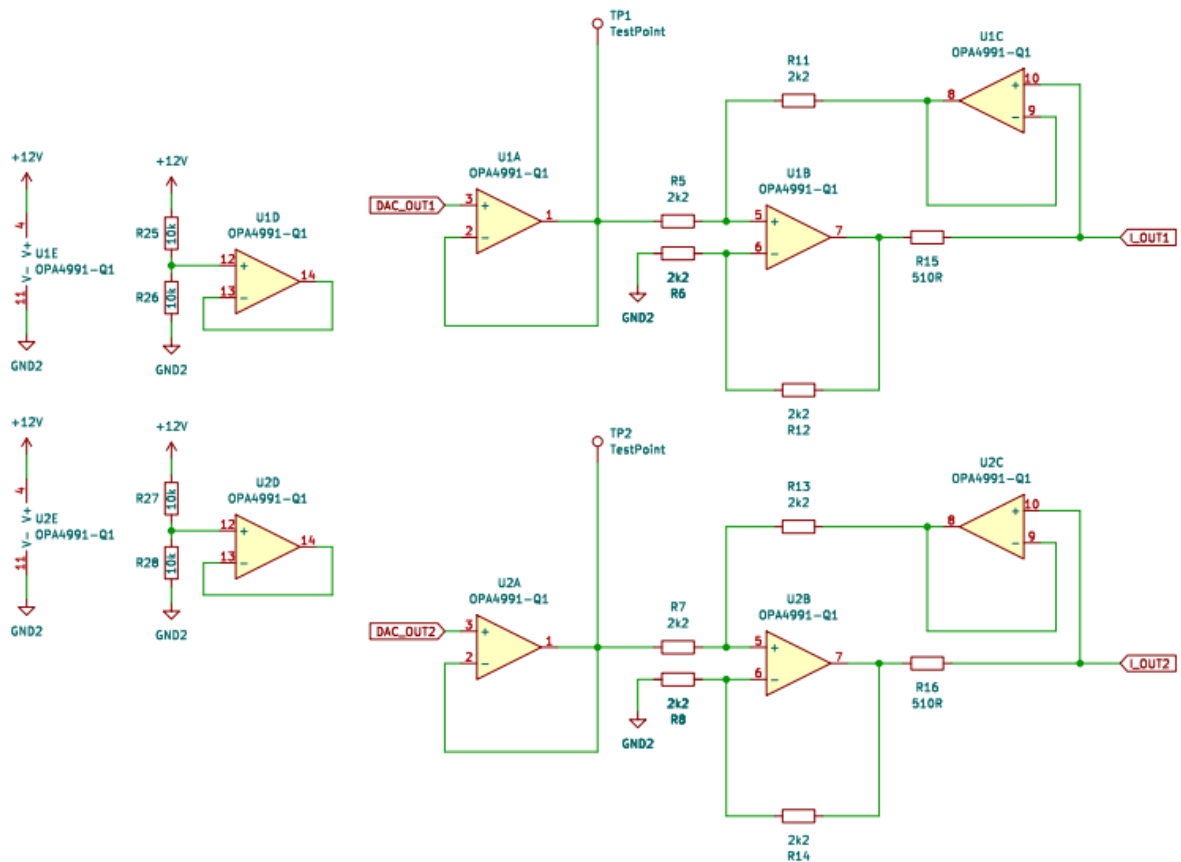 TP1
TestPoint
U1C
OPA4991-Q1
R11
2k2
10
8
9
+12V
+12V
U1A
OPA4991-Q1
R5
2k2
U1B
OPA4991-Q1
4
V+
U1E
OPA4991-Q1
V-
11
GND2
R25
10k
U1D
OPA4991-Q1
12
13
14
R26
10k
GND2
DAC_OUT1
3
2
1
5
6
7
2k2
R6
GND2
R15
510R
I_OUT1
2k2
R12
+12V
+12V
TP2
TestPoint
U2C
OPA4991-Q1
R13
2k2
10
8
9
4
V+
U2E
OPA4991-Q1
V-
11
GND2
R27
10k
U2D
OPA4991-Q1
12
13
14
R28
10k
GND2
U2A
OPA4991-Q1
R7
2k2
U2B
OPA4991-Q1
DAC_OUT2
3
2
1
5
6
7
2k2
R8
GND2
R16
510R
I_OUT2
2k2
R14